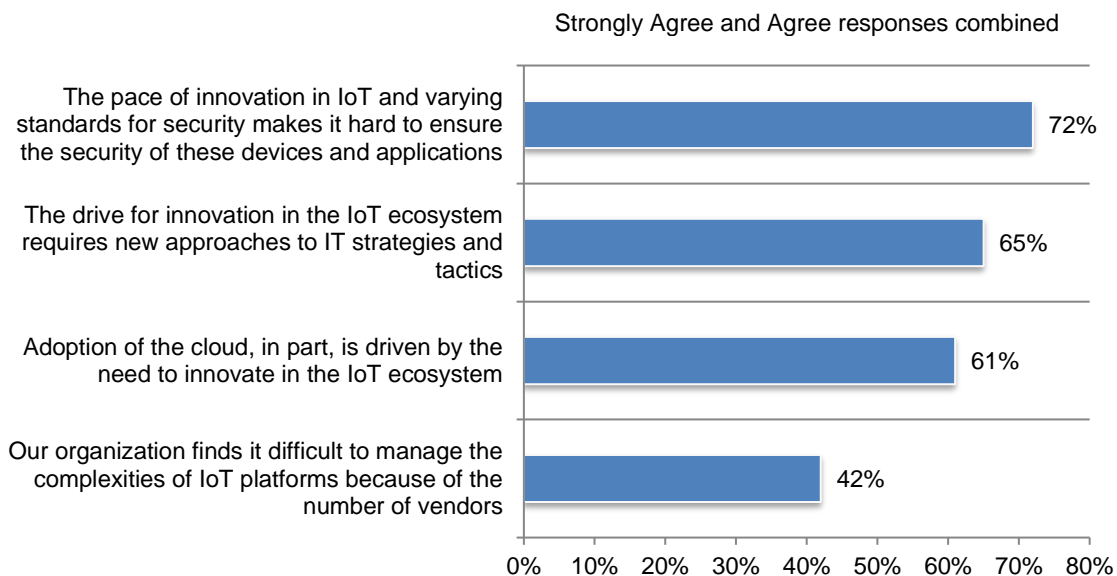 Strongly Agree and Agree responses combined
The pace of innovation in IoT and varying
standards for security makes it hard to ensure
the security of these devices and applications
72%
The drive for innovation in the IoT ecosystem
requires new approaches to IT strategies and
tactics
65%
Adoption of the cloud, in part, is driven by the
need to innovate in the IoT ecosystem
61%
Our organization finds it difficult to manage the
complexities of IoT platforms because of the
number of vendors
42%
0% 10% 20% 30% 40% 50% 60% 70% 80%